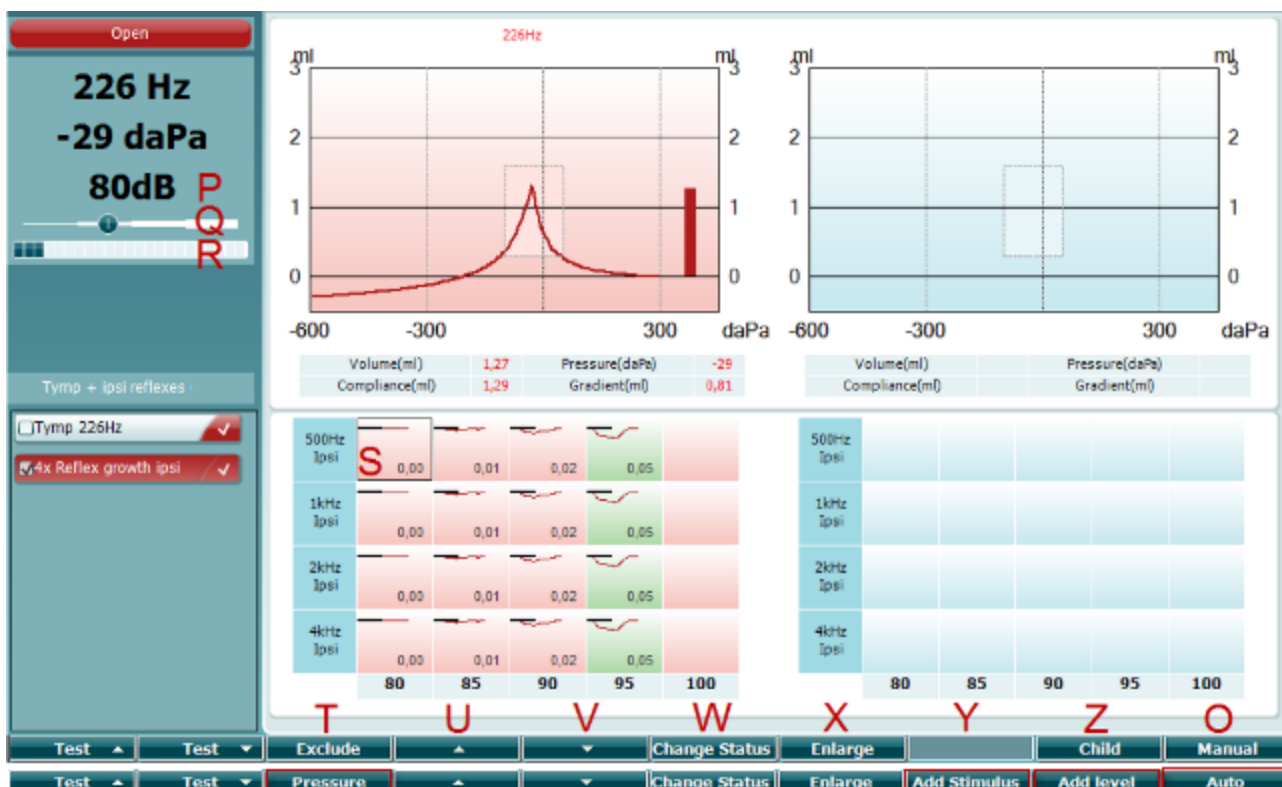 Open
226 Hz
-29 daPa
80dB P
Q
R
Tymp + ipsi reflexes
Tymp 226Hz
4x Reflex growth ipsi
226Hz
ml ml
3 3
2 2
1 1
0 0
-600 -300 300 daPa
Volume(ml) 1,27 Pressure(daPa) -29
Compliance(ml) 1,29 Gradient(ml) 0,81
ml ml
3 3
2 2
1 1
0 0
-600 -300 300 daPa
Volume(ml) Pressure(daPa)
Compliance(ml) Gradient(ml)
500Hz
Ipsi S 0,00 0,01 0,02 0,05
1kHz
Ipsi 0,00 0,01 0,02 0,05
2kHz
Ipsi 0,00 0,01 0,02 0,05
4kHz
Ipsi 0,00 0,01 0,02 0,05
80 85 90 95 100
500Hz
Ipsi
1kHz
Ipsi
2kHz
Ipsi
4kHz
Ipsi
80 85 90 95 100
T U V W X Y Z O
Test Test Exclude Change Status Enlarge Child Manual
Test Test Pressure Change Status Enlarge Add Stimulus Add level Auto